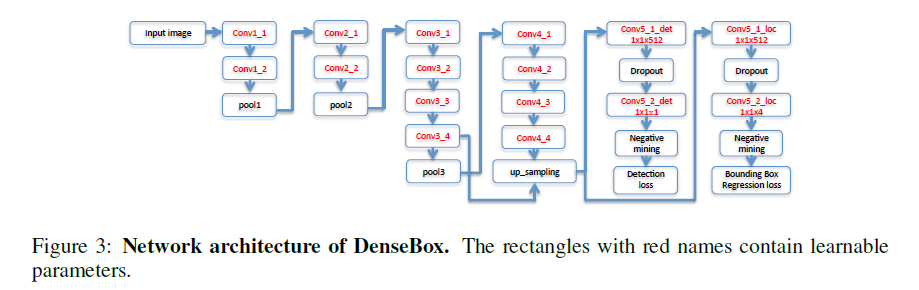 Input image
Conv1_1
Conv1_2
pool1
Conv2_1
Conv2_2
pool2
Conv3_1
Conv3_2
Conv3_3
Conv3_4
pool3
Conv4_1
Conv4_2
Conv4_3
Conv4_4
up_sampling
Conv5_1_det
1x1x512
Dropout
Conv5_2_det
1x1x1
Negative
mining
Detection
loss
Conv5_1_loc
1x1x512
Dropout
Conv5_2_loc
1x1x4
Negative
mining
Bounding Box
Regression loss
Figure 3: Network architecture of DenseBox. The rectangles with red names contain learnable
parameters.